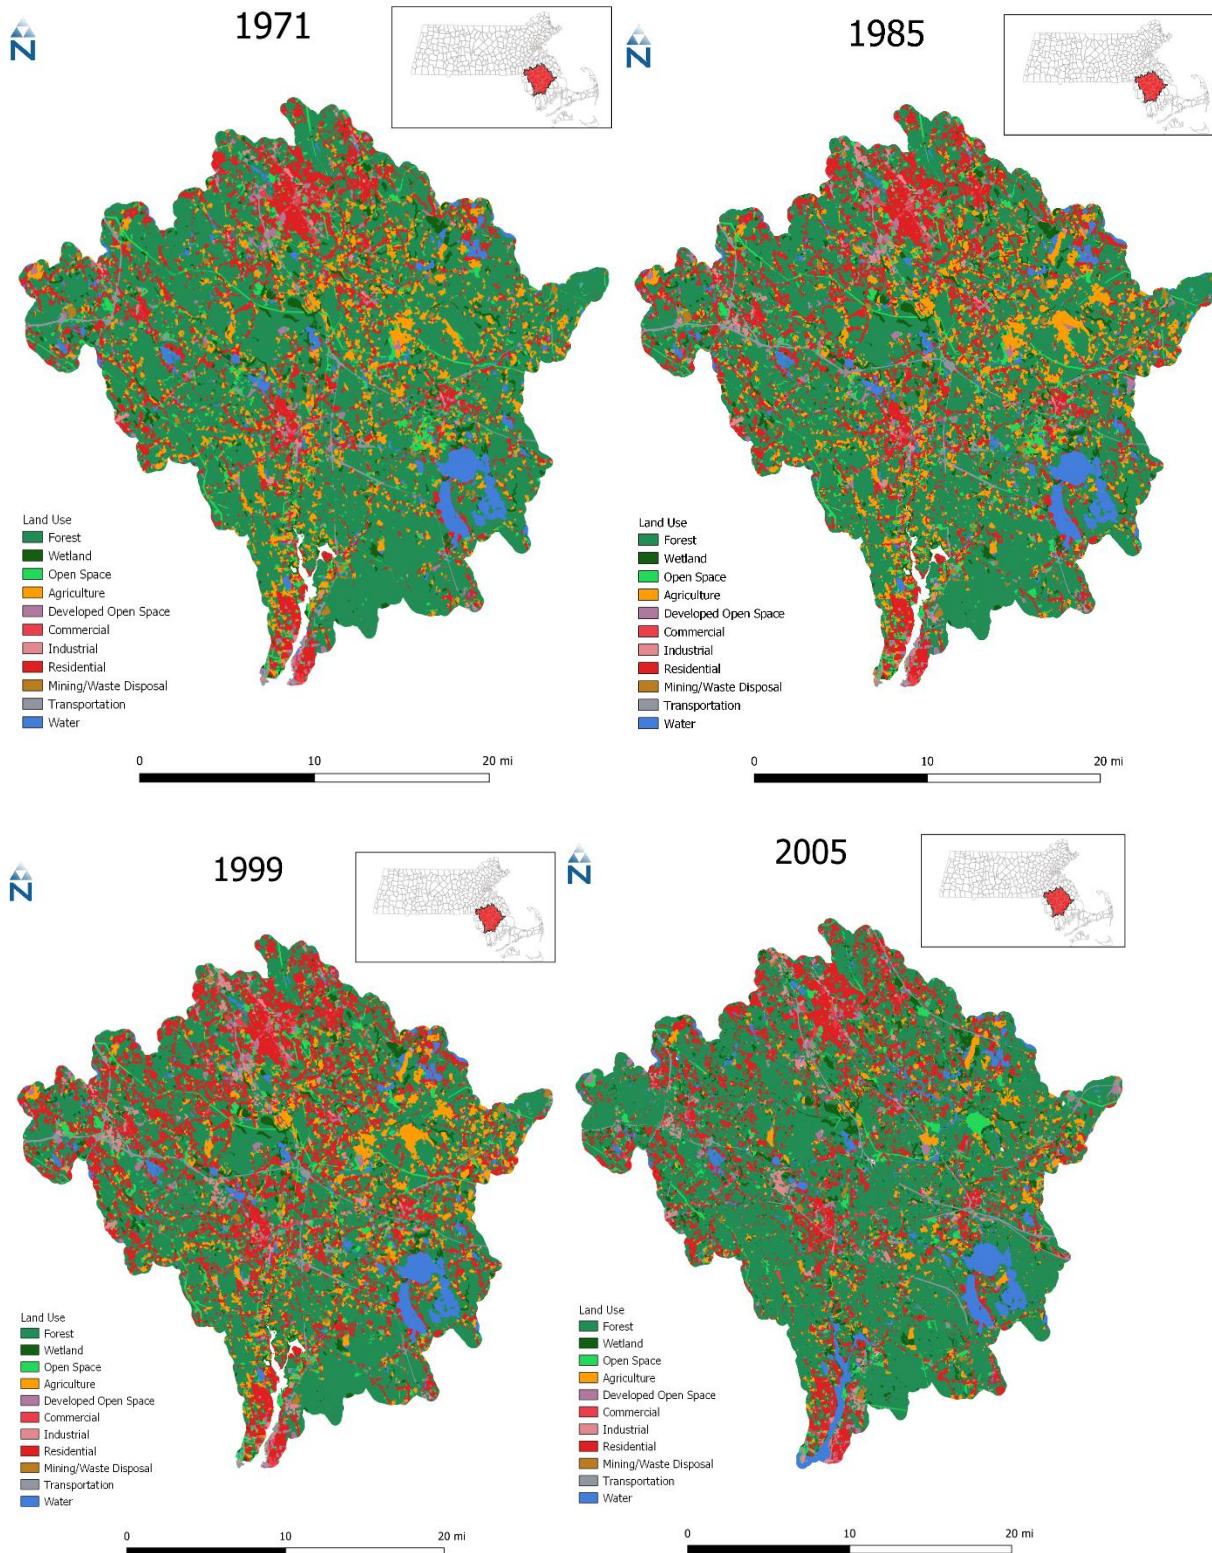 1971
N
Land Use
Forest
Wetland
Open Space
Agriculture
Developed Open Space
Commercial
Industrial
Residential
Mining/Waste Disposal
Transportation
Water
0 10 20 mi
1985
N
Land Use
Forest
Wetland
Open Space
Agriculture
Developed Open Space
Commercial
Industrial
Residential
Mining/Waste Disposal
Transportation
Water
0 10 20 mi
1999
N
Land Use
Forest
Wetland
Open Space
Agriculture
Developed Open Space
Commercial
Industrial
Residential
Mining/Waste Disposal
Transportation
Water
0 10 20 mi
2005
N
Land Use
Forest
Wetland
Open Space
Agriculture
Developed Open Space
Commercial
Industrial
Residential
Mining/Waste Disposal
Transportation
Water
0 10 20 mi